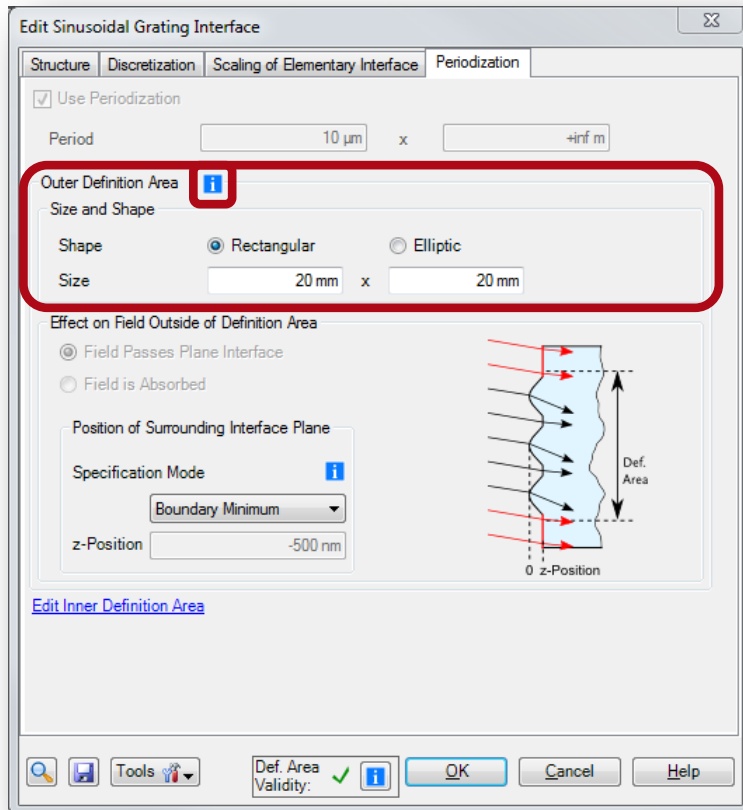 Edit Sinusoidal Grating Interface
Structure Discretization Scaling of Elementary Interface Periodization
Use Periodization
Period 10 µm x +inf m
Outer Definition Area i
Size and Shape
Shape Rectangular Elliptic
Size 20 mm x 20 mm
Effect on Field Outside of Definition Area
Field Passes Plane Interface
Field is Absorbed
Position of Surrounding Interface Plane
Specification Mode i
Boundary Minimum
z-Position -500 nm
Def.
Area
0 z-Position
Edit Inner Definition Area
Tools Def. Area Validity: i OK Cancel Help